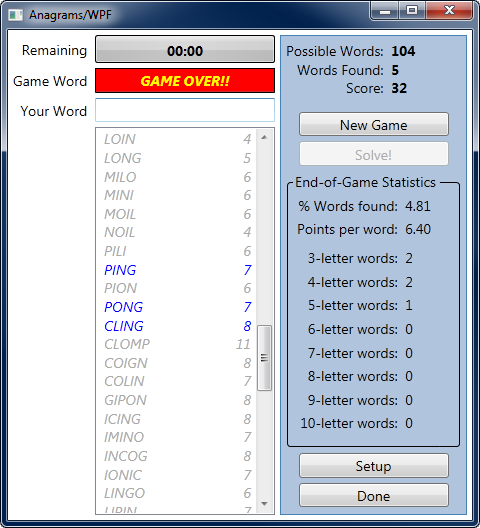 Anagrams/WPF
Remaining 00:00
Game Word GAME OVER!!
Your Word
LOIN 4
LONG 5
MILO 6
MINI 6
MOIL 6
NOIL 4
PILI 6
PING 7
PION 6
PONG 7
CLING 8
CLOMP 11
COIGN 8
COLIN 7
GIPON 8
ICING 8
IMINO 7
INCOG 8
IONIC 7
LINGO 6
Possible Words: 104
Words Found: 5
Score: 32
New Game
Solve!
End-of-Game Statistics
% Words found: 4.81
Points per word: 6.40
3-letter words: 2
4-letter words: 2
5-letter words: 1
6-letter words: 0
7-letter words: 0
8-letter words: 0
9-letter words: 0
10-letter words: 0
Setup
Done